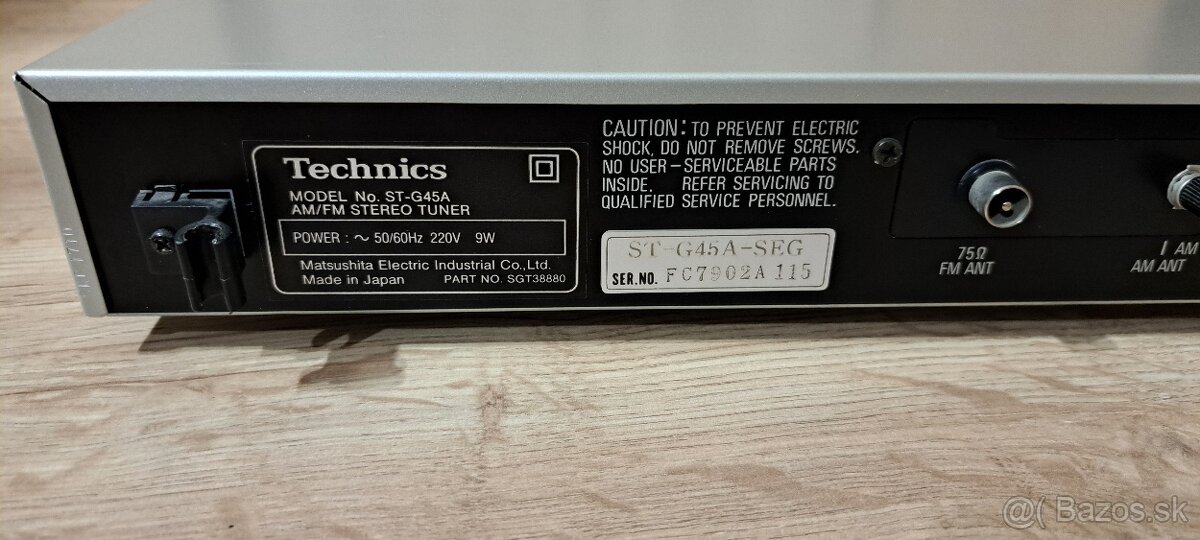 Technics
MODEL No. ST-G45A
AM/FM STEREO TUNER
POWER : ~ 50/60Hz 220V 9W
Matsushita Electric Industrial Co., Ltd.
Made in Japan PART NO. SGT38880
CAUTION: TO PREVENT ELECTRIC
SHOCK, DO NOT REMOVE SCREWS.
NO USER-SERVICEABLE PARTS
INSIDE. REFER SERVICING TO
QUALIFIED SERVICE PERSONNEL.
ST-G45A-SEG
SER.NO. FC7902A 115
75Ω
FM ANT
I AM
AM ANT
@( Bazos.sk